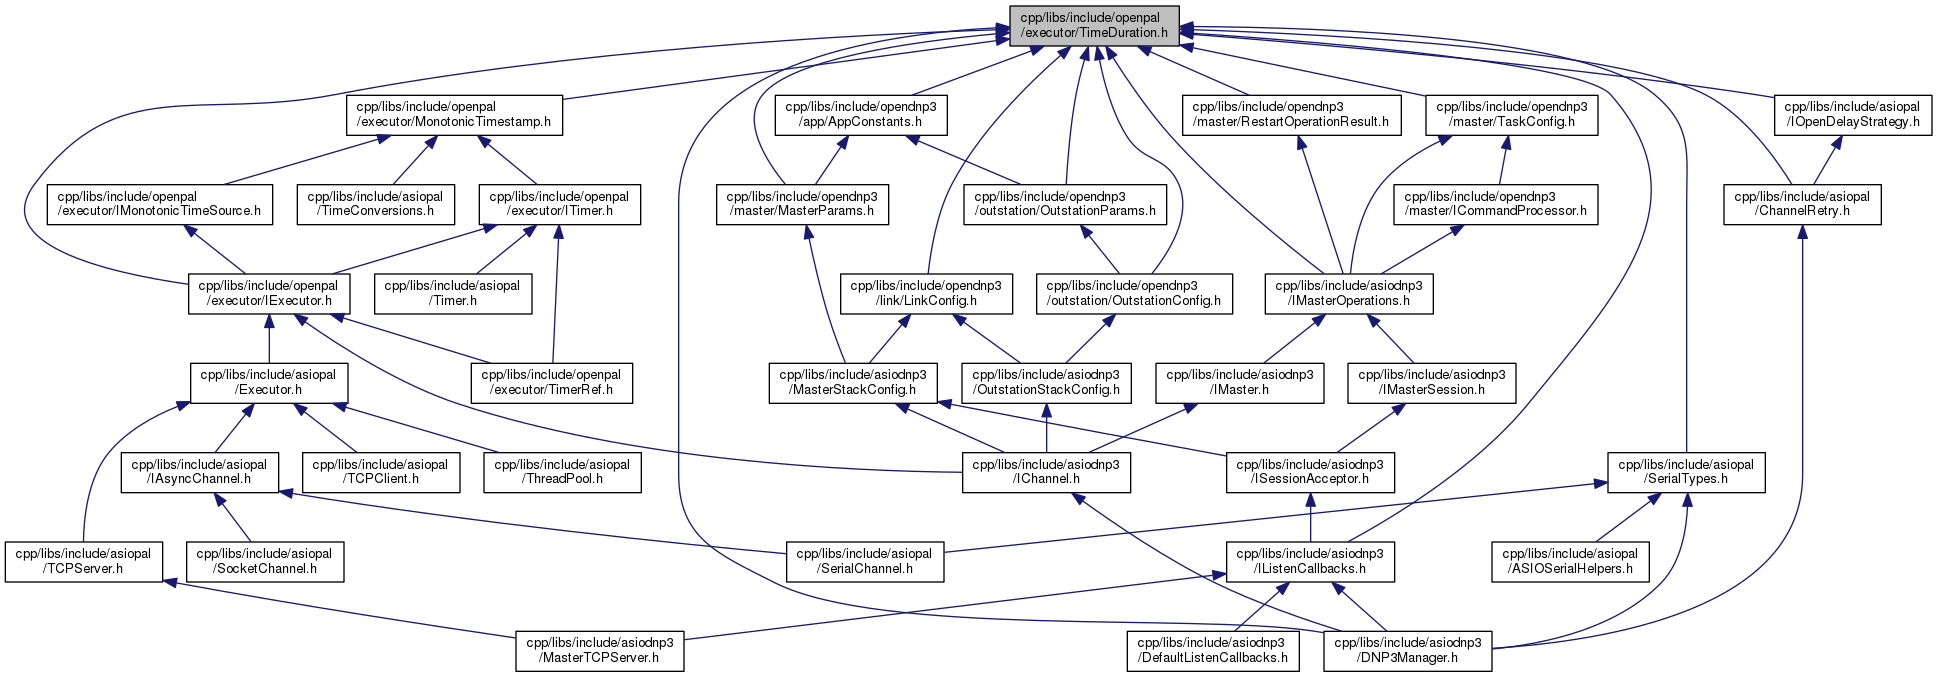 cpp/libs/include/openpal
/executor/TimeDuration.h
cpp/libs/include/openpal
/executor/MonotonicTimestamp.h
cpp/libs/include/opendnp3
/app/AppConstants.h
cpp/libs/include/opendnp3
/master/RestartOperationResult.h
cpp/libs/include/opendnp3
/master/TaskConfig.h
cpp/libs/include/asiopal
/IOpenDelayStrategy.h
cpp/libs/include/openpal
/executor/IMonotonicTimeSource.h
cpp/libs/include/asiopal
/TimeConversions.h
cpp/libs/include/openpal
/executor/ITimer.h
cpp/libs/include/opendnp3
/master/MasterParams.h
cpp/libs/include/opendnp3
/outstation/OutstationParams.h
cpp/libs/include/opendnp3
/master/ICommandProcessor.h
cpp/libs/include/asiopal
/ChannelRetry.h
cpp/libs/include/openpal
/executor/IExecutor.h
cpp/libs/include/asiopal
/Timer.h
cpp/libs/include/opendnp3
/link/LinkConfig.h
cpp/libs/include/opendnp3
/outstation/OutstationConfig.h
cpp/libs/include/asiodnp3
/IMasterOperations.h
cpp/libs/include/asiopal
/Executor.h
cpp/libs/include/openpal
/executor/TimerRef.h
cpp/libs/include/asiodnp3
/MasterStackConfig.h
cpp/libs/include/asiodnp3
/OutstationStackConfig.h
cpp/libs/include/asiodnp3
/IMaster.h
cpp/libs/include/asiodnp3
/IMasterSession.h
cpp/libs/include/asiopal
/IAsyncChannel.h
cpp/libs/include/asiopal
/TCPClient.h
cpp/libs/include/asiopal
/ThreadPool.h
cpp/libs/include/asiodnp3
/IChannel.h
cpp/libs/include/asiodnp3
/ISessionAcceptor.h
cpp/libs/include/asiopal
/SerialTypes.h
cpp/libs/include/asiopal
/TCPServer.h
cpp/libs/include/asiopal
/SocketChannel.h
cpp/libs/include/asiopal
/SerialChannel.h
cpp/libs/include/asiodnp3
/IListenCallbacks.h
cpp/libs/include/asiopal
/ASIOSerialHelpers.h
cpp/libs/include/asiodnp3
/MasterTCPServer.h
cpp/libs/include/asiodnp3
/DefaultListenCallbacks.h
cpp/libs/include/asiodnp3
/DNP3Manager.h